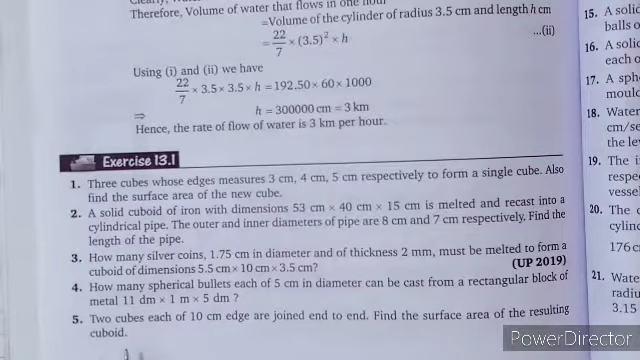 Therefore, Volume of water that flows in one hour
=Volume of the cylinder of radius 3.5 cm and length h cm
= 22/7 × (3.5)² × h ...(ii)
Using (i) and (ii) we have
22/7 × 3.5 × 3.5 × h = 192.50 × 60 × 1000
⇒ h = 300000 cm = 3 km
Hence, the rate of flow of water is 3 km per hour.
Exercise 13.1
1. Three cubes whose edges measures 3 cm, 4 cm, 5 cm respectively to form a single cube. Also
find the surface area of the new cube.
2. A solid cuboid of iron with dimensions 53 cm × 40 cm × 15 cm is melted and recast into a
cylindrical pipe. The outer and inner diameters of pipe are 8 cm and 7 cm respectively. Find the
length of the pipe.
3. How many silver coins, 1.75 cm in diameter and of thickness 2 mm, must be melted to form a
cuboid of dimensions 5.5 cm × 10 cm × 3.5 cm? (UP 2019)
4. How many spherical bullets each of 5 cm in diameter can be cast from a rectangular block of
metal 11 dm × 1 m × 5 dm ?
5. Two cubes each of 10 cm edge are joined end to end. Find the surface area of the resulting
cuboid.
15. A solid
balls o
16. A solic
each o
17. A sph
mould
18. Water
cm/se
the le
19. The i
respe
vesse
20. The
cylin
176 c
21. Wate
radiu
3.15
PowerDirector